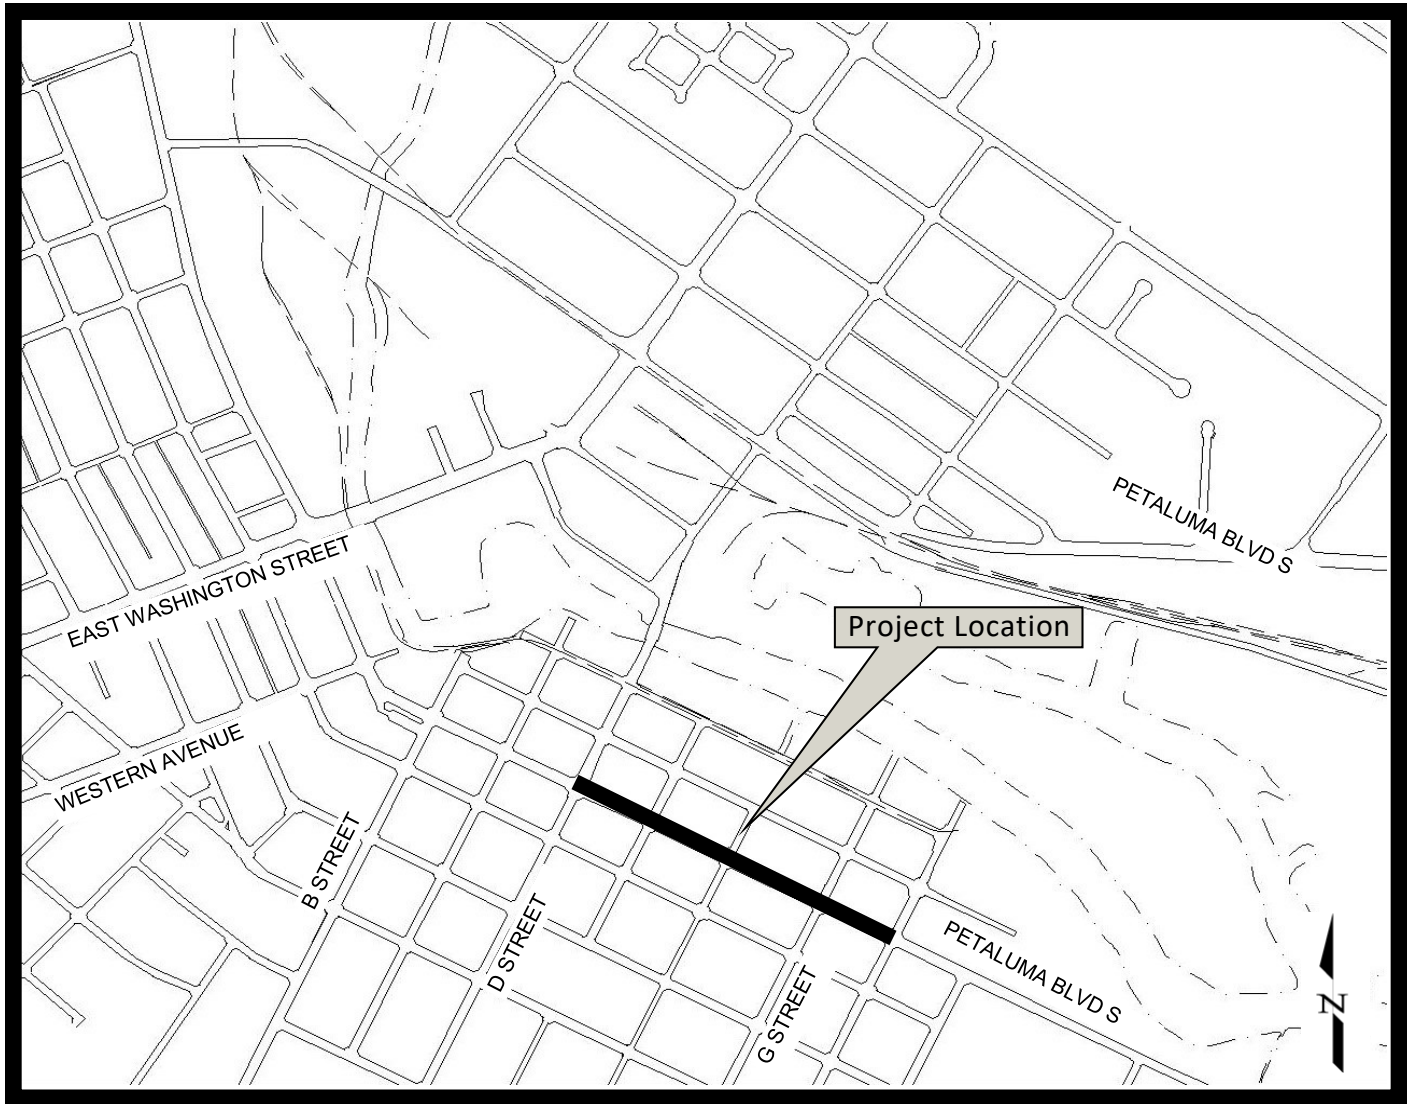 PETALUMA BLVD S
EAST WASHINGTON STREET
Project Location
WESTERN AVENUE
B STREET
D STREET
PETALUMA BLVD S
G STREET
N